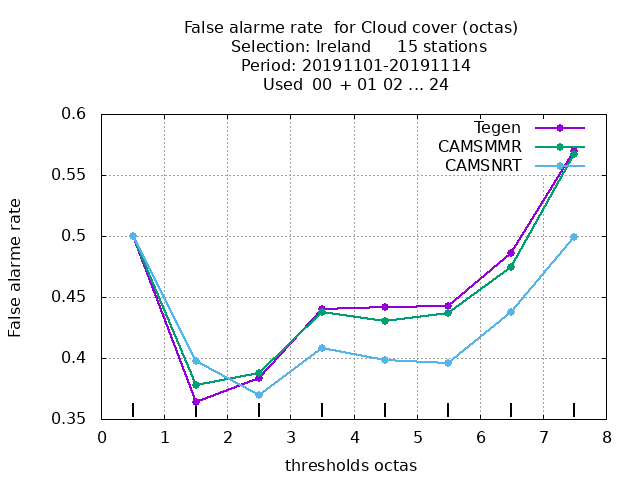 False alarme rate  for Cloud cover (octas)
Selection: Ireland     15 stations
Period: 20191101-20191114
Used  00 + 01 02 ... 24
Tegen
CAMSMMR
CAMSNRT
False alarme rate
0.6
0.55
0.5
0.45
0.4
0.35
0 1 2 3 4 5 6 7 8
thresholds octas